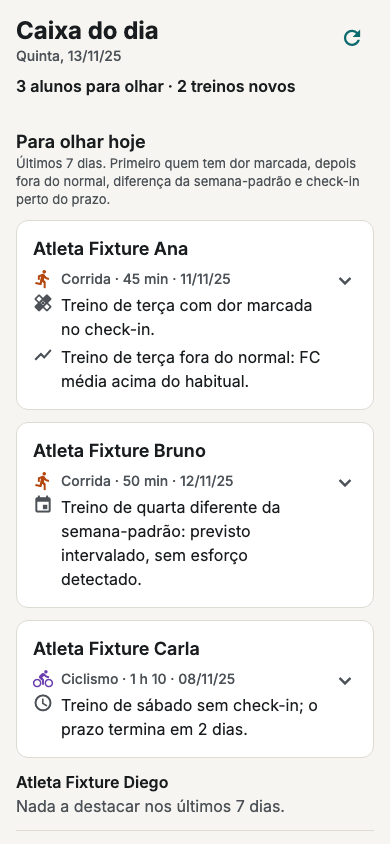 Caixa do dia
Quinta, 13/11/25
3 alunos para olhar · 2 treinos novos
Para olhar hoje
Últimos 7 dias. Primeiro quem tem dor marcada, depois
fora do normal, diferença da semana-padrão e check-in
perto do prazo.
Atleta Fixture Ana
Corrida · 45 min · 11/11/25
Treino de terça com dor marcada
no check-in.
Treino de terça fora do normal: FC
média acima do habitual.
Atleta Fixture Bruno
Corrida · 50 min · 12/11/25
Treino de quarta diferente da
semana-padrão: previsto
intervalado, sem esforço
detectado.
Atleta Fixture Carla
Ciclismo · 1 h 10 · 08/11/25
Treino de sábado sem check-in; o
prazo termina em 2 dias.
Atleta Fixture Diego
Nada a destacar nos últimos 7 dias.